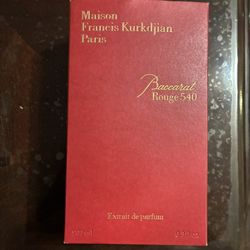 Maison
Francis Kurkdjian
Paris
Baccarat
Rouge 540
Extrait de parfum